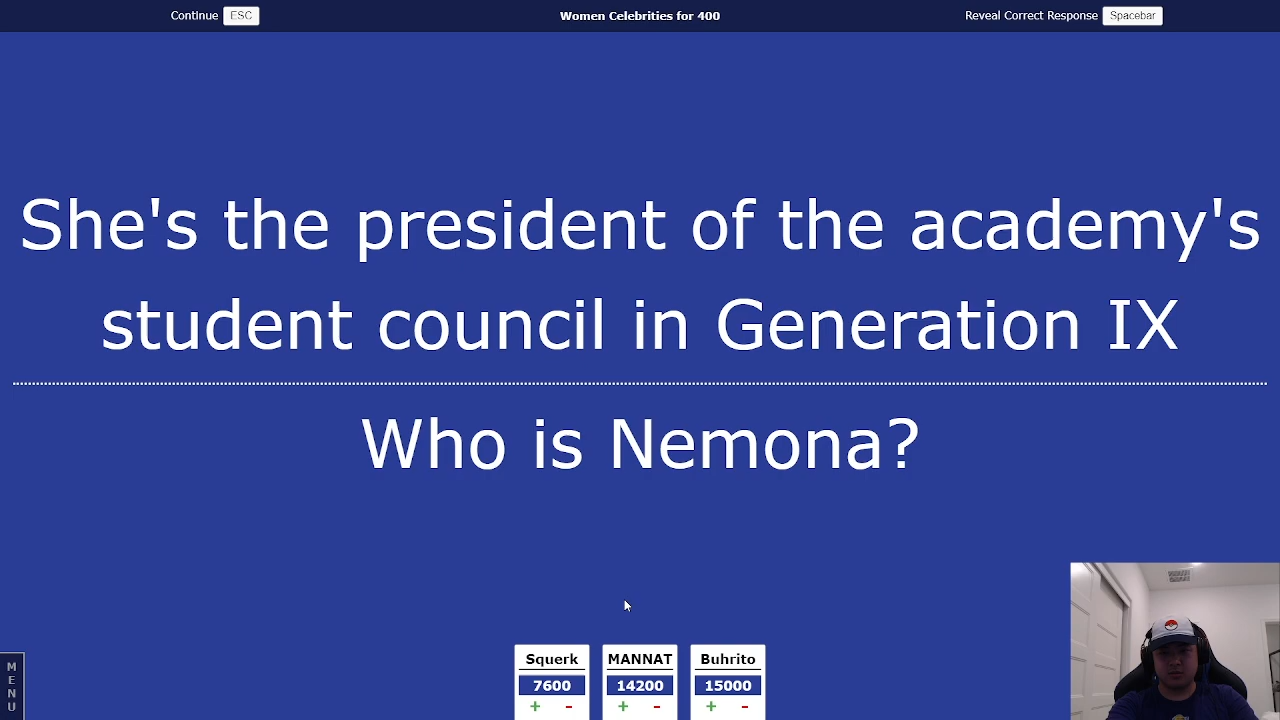 Continue ESC Women Celebrities for 400 Reveal Correct Response Spacebar
She's the president of the academy's
student council in Generation IX
Who is Nemona?
MENU
Squerk MANNAT Buhrito
7600 14200 15000
+ - + - + -